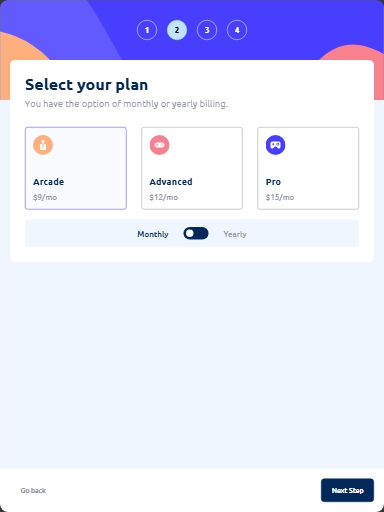 1 2 3 4
Select your plan
You have the option of monthly or yearly billing.
Arcade
$9/mo
Advanced
$12/mo
Pro
$15/mo
Monthly Yearly
Go back Next Step